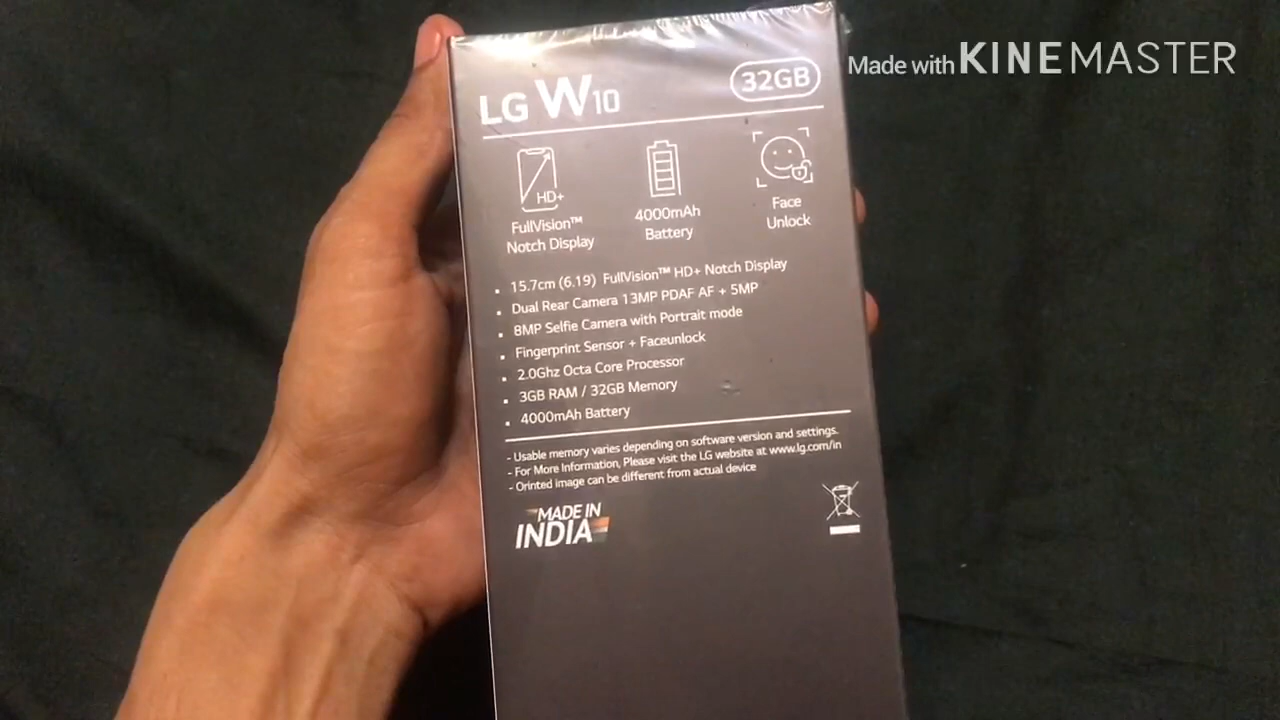 Made with KINEMASTER
LG W10
32GB
HD+
FullVision™
Notch Display
4000mAh
Battery
Face
Unlock
• 15.7cm (6.19) FullVision™ HD+ Notch Display
• Dual Rear Camera 13MP PDAF AF + 5MP
• 8MP Selfie Camera with Portrait mode
• Fingerprint Sensor + Faceunlock
• 2.0Ghz Octa Core Processor
• 3GB RAM / 32GB Memory
• 4000mAh Battery
- Usable memory varies depending on software version and settings.
- For More Information, Please visit the LG website at www.lg.com/in
- Orinted image can be different from actual device
MADE IN
INDIA